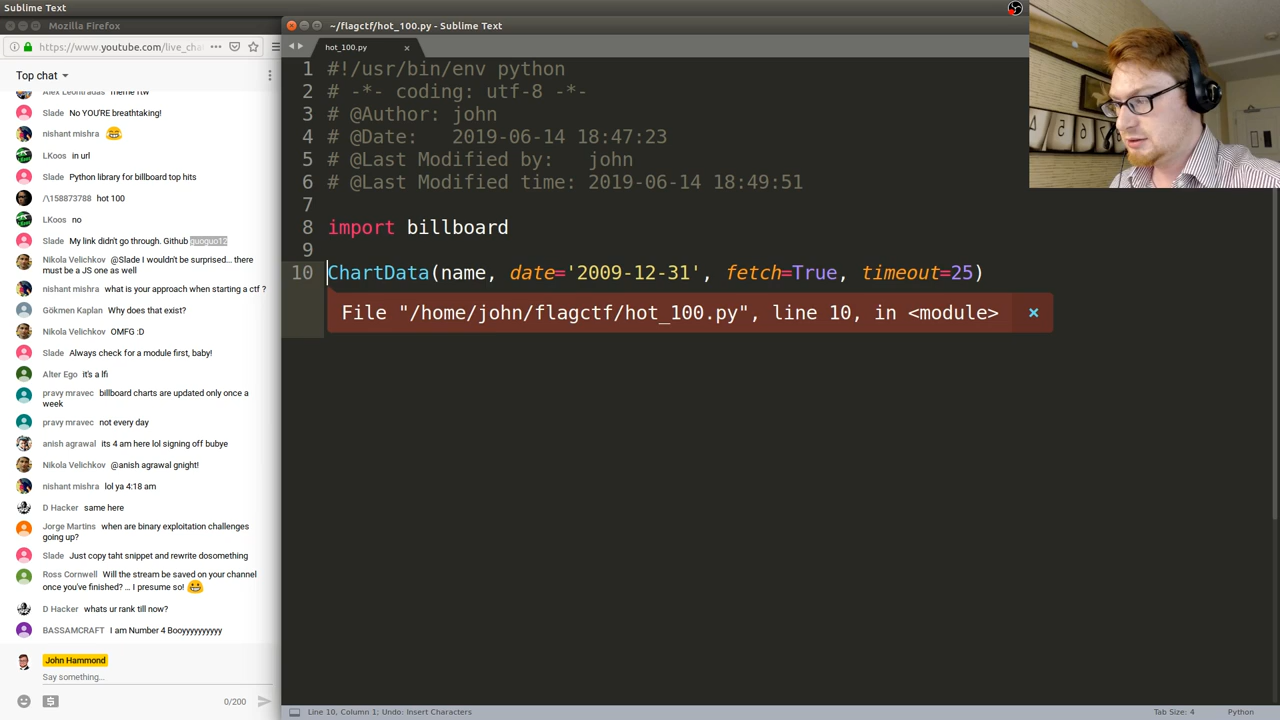 Sublime Text
Mozilla Firefox
https://www.youtube.com/live_cha
Top chat
Alex Leontradas meme ftw
Slade No YOU'RE breathtaking!
nishant mishra
LKoos in url
Slade Python library for billboard top hits
/\158873788 hot 100
LKoos no
Slade My link didn't go through. Github guoguo12
Nikola Velichkov @Slade I wouldn't be surprised... there
must be a JS one as well
nishant mishra what is your approach when starting a ctf ?
Gökmen Kaplan Why does that exist?
Nikola Velichkov OMFG :D
Slade Always check for a module first, baby!
Alter Ego it's a lfi
pravy mravec billboard charts are updated only once a
week
pravy mravec not every day
anish agrawal its 4 am here lol signing off bubye
Nikola Velichkov @anish agrawal gnight!
nishant mishra lol ya 4:18 am
D Hacker same here
Jorge Martins when are binary exploitation challenges
going up?
Slade Just copy taht snippet and rewrite dosomething
Ross Cornwell Will the stream be saved on your channel
once you've finished? ... I presume so!
D Hacker whats ur rank till now?
BASSAMCRAFT I am Number 4 Booyyyyyyyyyy
John Hammond
Say something...
0/200
~/flagctf/hot_100.py - Sublime Text
hot_100.py
1 #!/usr/bin/env python
2 # -*- coding: utf-8 -*-
3 # @Author: john
4 # @Date:   2019-06-14 18:47:23
5 # @Last Modified by:   john
6 # @Last Modified time: 2019-06-14 18:49:51
7
8 import billboard
9
10 ChartData(name, date='2009-12-31', fetch=True, timeout=25)
File "/home/john/flagctf/hot_100.py", line 10, in <module> ×
Line 10, Column 1; Undo: Insert Characters
Tab Size: 4
Python